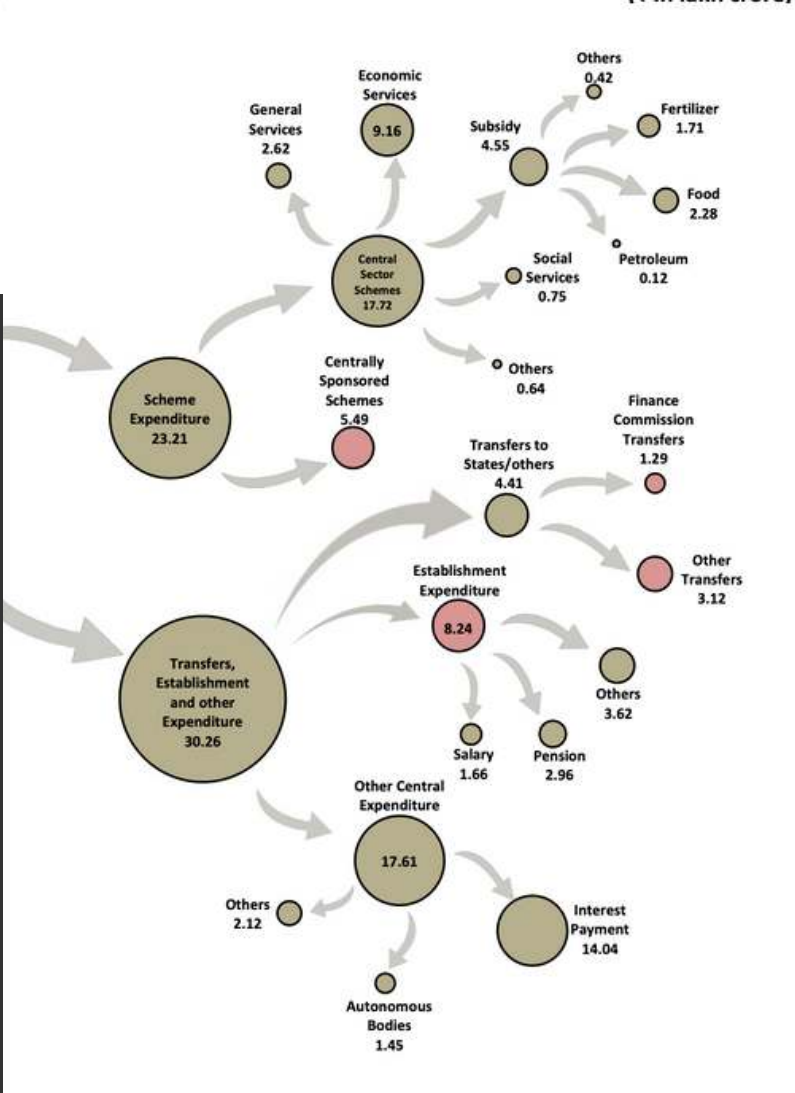 Others
0.42
Economic
Services
9.16
General
Services
2.62
Subsidy
4.55
Fertilizer
1.71
Food
2.28
Petroleum
0.12
Central
Sector
Schemes
17.72
Social
Services
0.75
Others
0.64
Scheme
Expenditure
23.21
Centrally
Sponsored
Schemes
5.49
Finance
Commission
Transfers
1.29
Transfers to
States/others
4.41
Other
Transfers
3.12
Establishment
Expenditure
8.24
Others
3.62
Salary
1.66
Pension
2.96
Transfers,
Establishment
and other
Expenditure
30.26
Other Central
Expenditure
17.61
Others
2.12
Interest
Payment
14.04
Autonomous
Bodies
1.45